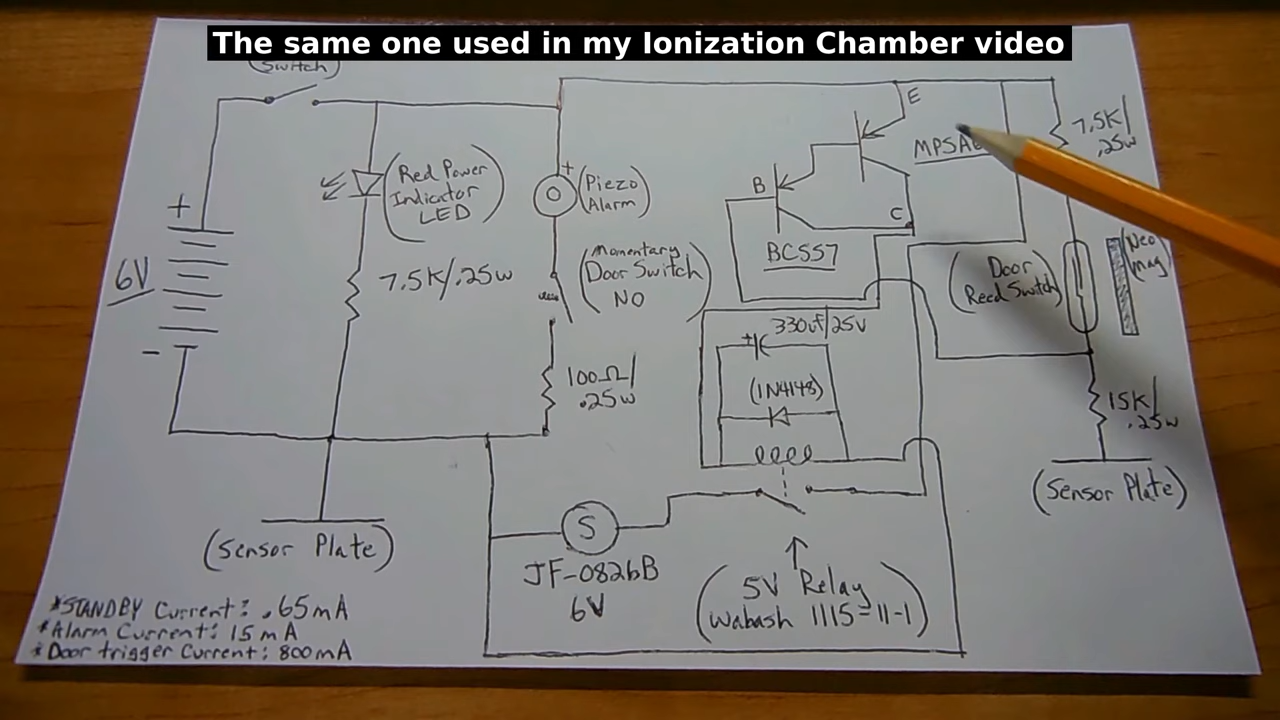 The same one used in my Ionization Chamber video
(Switch)
E
7.5K/
.25w
+
(Red Power
Indicator
LED)
+
(Piezo
Alarm)
B
C
BC557
6V
7.5K/.25w
(Momentary
Door Switch
NO)
(Door
Reed Switch)
(Neo
mag)
-
330uf/25V
+
(1N4148)
100Ω/
.25w
15K/
.25w
(Sensor Plate)
(Sensor Plate)
S
JF-0826B
6V
(5V Relay
Wabash 1115=11-1)
*STANDBY Current: .65mA
*Alarm Current: 15mA
*Door trigger Current: 800mA